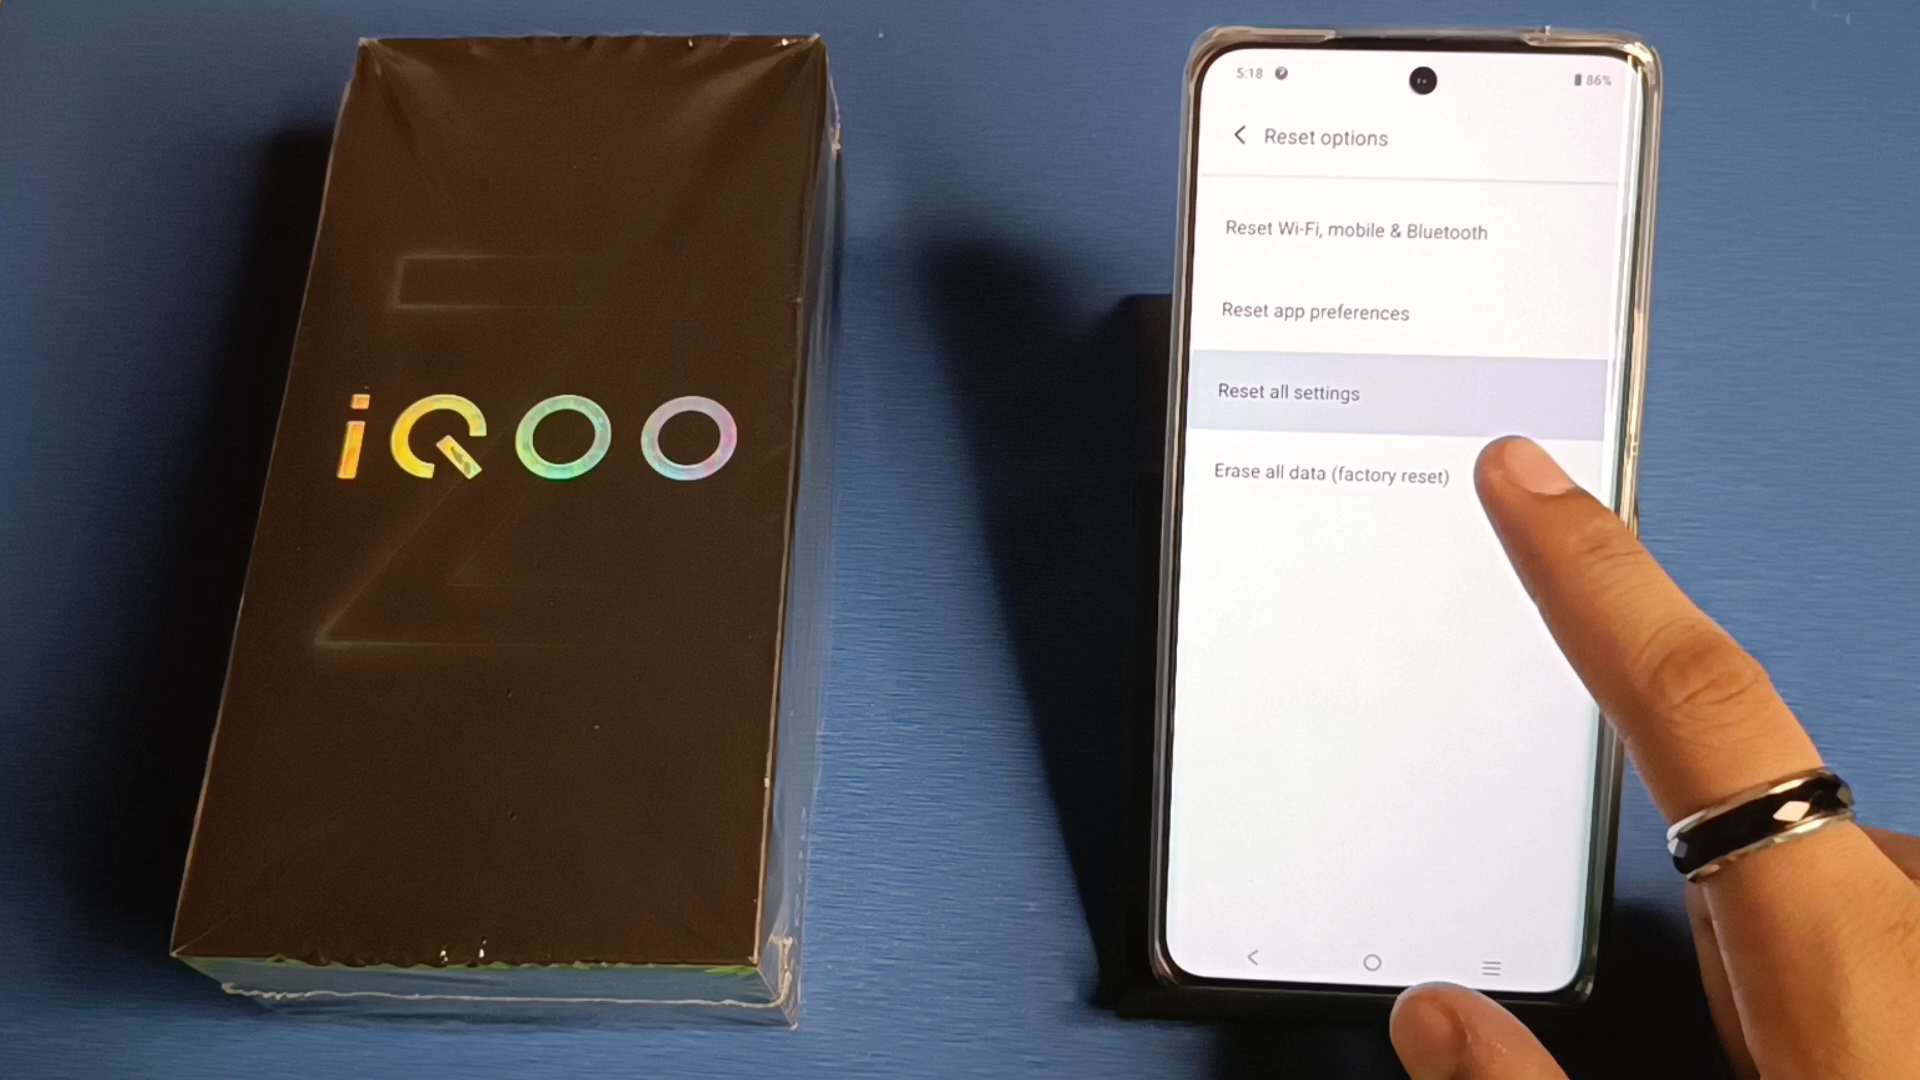 iQOO
Z
5:18
86%
Reset options
Reset Wi-Fi, mobile & Bluetooth
Reset app preferences
Reset all settings
Erase all data (factory reset)